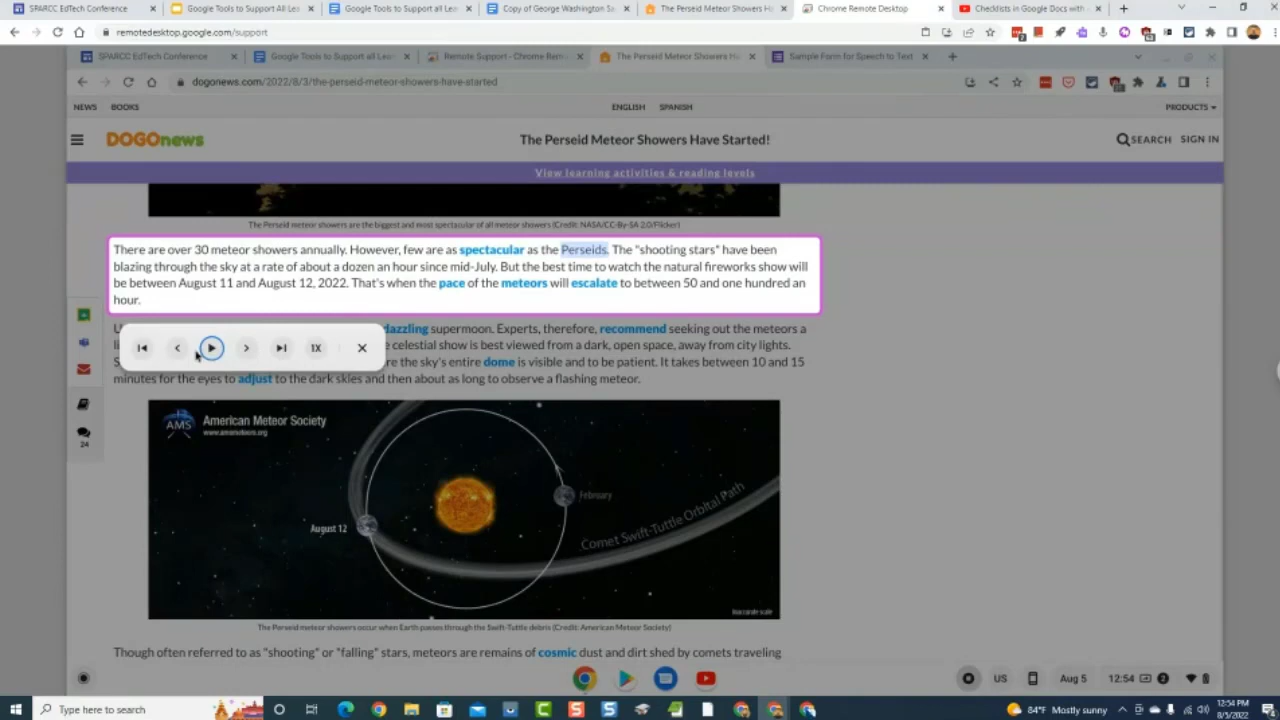 SPARCC EdTech Conference
Google Tools to Support All Lea
Google Tools to Support all Lea
Copy of George Washington Se
The Perseid Meteor Showers H
Chrome Remote Desktop
Checklists in Google Docs with
remotedesktop.google.com/support
SPARCC EdTech Conference
Google Tools to Support all Lea
Remote Support - Chrome Rem
The Perseid Meteor Showers Ha
Sample Form for Speech to Text
dogonews.com/2022/8/3/the-perseid-meteor-showers-have-started
NEWS BOOKS ENGLISH SPANISH PRODUCTS
DOGOnews The Perseid Meteor Showers Have Started! SEARCH SIGN IN
View learning activities & reading levels
The Perseid meteor showers are the biggest and most spectacular of all meteor showers (Credit: NASA/CC-By-SA 2.0/Flicker)
There are over 30 meteor showers annually. However, few are as spectacular as the Perseids. The "shooting stars" have been
blazing through the sky at a rate of about a dozen an hour since mid-July. But the best time to watch the natural fireworks show will
be between August 11 and August 12, 2022. That's when the pace of the meteors will escalate to between 50 and one hundred an
hour.
dazzling supermoon. Experts, therefore, recommend seeking out the meteors a
1X
celestial show is best viewed from a dark, open space, away from city lights.
the sky's entire dome is visible and to be patient. It takes between 10 and 15
minutes for the eyes to adjust to the dark skies and then about as long to observe a flashing meteor.
24
AMS
American Meteor Society
www.amsmeteors.org
August 12
February
Comet Swift-Tuttle Orbital Path
Not to scale
The Perseid meteor showers occur when Earth passes through the Swift-Tuttle debris (Credit: American Meteor Society)
Though often referred to as "shooting" or "falling" stars, meteors are remains of cosmic dust and dirt shed by comets traveling
US Aug 5 12:54 2
Type here to search
84°F Mostly sunny
12:54 PM
8/5/2022